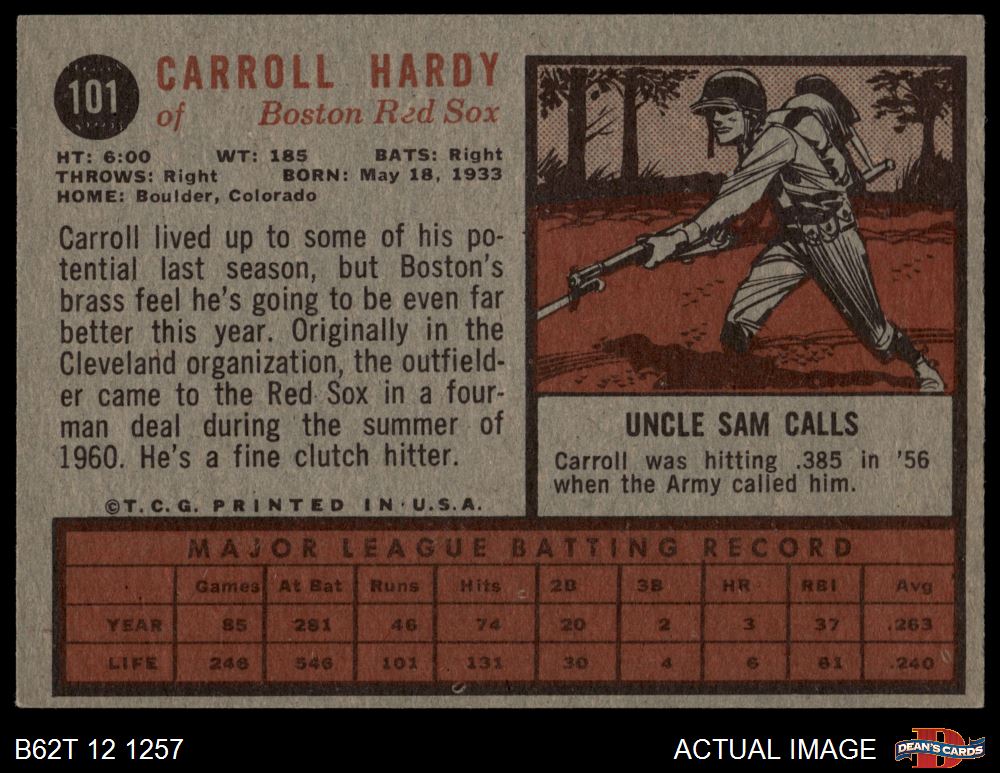 101
CARROLL HARDY
of Boston Red Sox
HT: 6:00 WT: 185 BATS: Right
THROWS: Right BORN: May 18, 1933
HOME: Boulder, Colorado
Carroll lived up to some of his po-
tential last season, but Boston's
brass feel he's going to be even far
better this year. Originally in the
Cleveland organization, the outfield-
er came to the Red Sox in a four-
man deal during the summer of
1960. He's a fine clutch hitter.
©T.C.G. PRINTED IN U.S.A.
UNCLE SAM CALLS
Carroll was hitting .385 in '56
when the Army called him.
MAJOR LEAGUE BATTING RECORD
Games At Bat Runs Hits 2B 3B HR RBI Avg
YEAR 85 281 46 74 20 2 3 37 .263
LIFE 246 546 101 131 30 4 6 61 .240
B62T 12 1257
ACTUAL IMAGE
D
DEAN'S CARDS